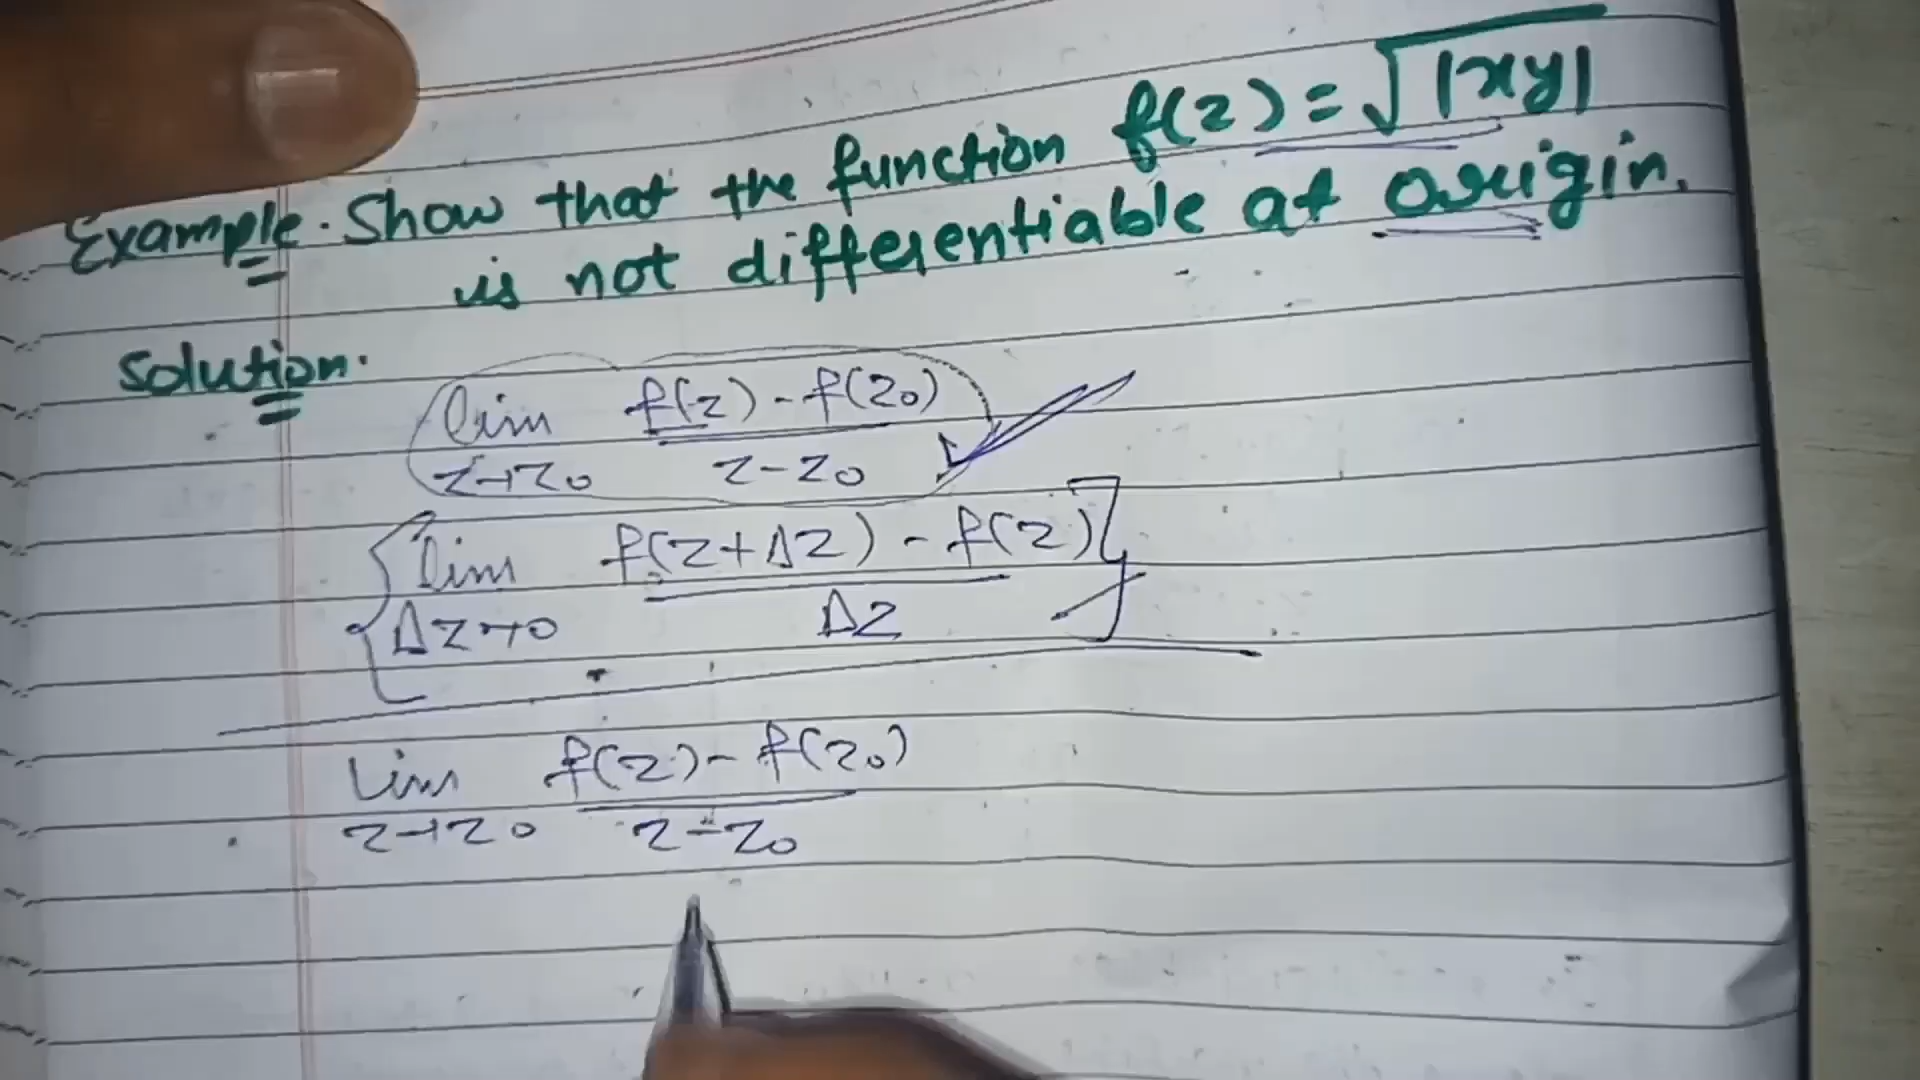 Example. Show that the function f(z) = √|xy|
is not differentiable at origin.
Solution.
lim f(z) - f(z₀)
z→z₀ z - z₀
lim f(z+Δz) - f(z)
Δz→0 Δz
lim f(z) - f(z₀)
z→z₀ z - z₀